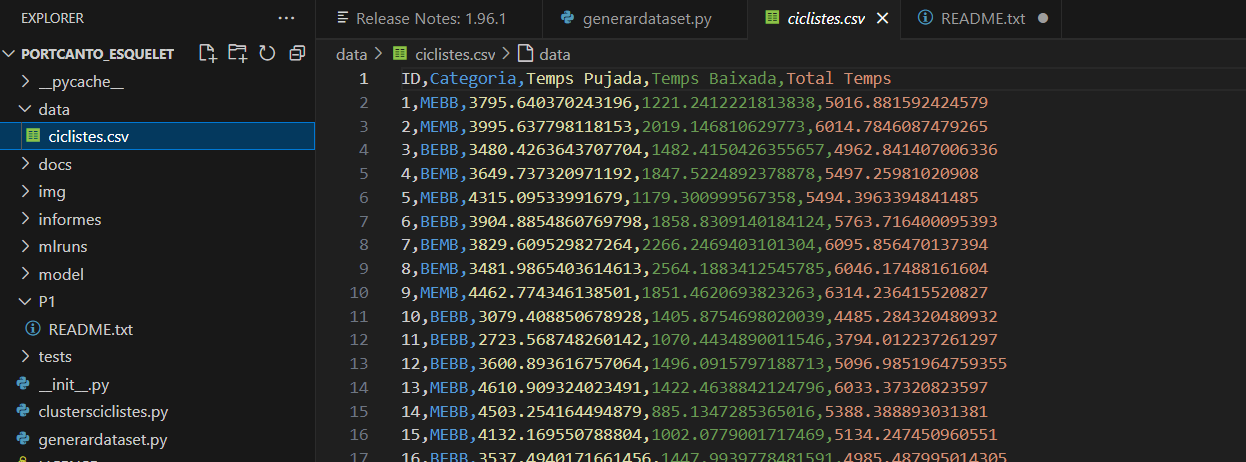 EXPLORER
PORTCANTO_ESQUELET
__pycache__
data
ciclistes.csv
docs
img
informes
mlruns
model
P1
README.txt
tests
__init__.py
clustersciclistes.py
generardataset.py
Release Notes: 1.96.1
generardataset.py
ciclistes.csv
README.txt
data > ciclistes.csv > data
1 ID,Categoria,Temps Pujada,Temps Baixada,Total Temps
2 1,MEBB,3795.640370243196,1221.2412221813838,5016.881592424579
3 2,MEMB,3995.637798118153,2019.146810629773,6014.7846087479265
4 3,BEBB,3480.4263643707704,1482.4150426355657,4962.841407006336
5 4,BEMB,3649.737320971192,1847.5224892378878,5497.25981020908
6 5,MEBB,4315.09533991679,1179.300999567358,5494.3963394841485
7 6,BEBB,3904.8854860769798,1858.8309140184124,5763.716400095393
8 7,BEMB,3829.609529827264,2266.2469403101304,6095.856470137394
9 8,BEMB,3481.9865403614613,2564.1883412545785,6046.17488161604
10 9,MEMB,4462.774346138501,1851.4620693823263,6314.236415520827
11 10,BEBB,3079.408850678928,1405.8754698020039,4485.284320480932
12 11,BEBB,2723.568748260142,1070.4434890011546,3794.012237261297
13 12,BEBB,3600.893616757064,1496.0915797188713,5096.9851964759355
14 13,MEBB,4610.909324023491,1422.4638842124796,6033.37320823597
15 14,MEBB,4503.254164494879,885.1347285365016,5388.388893031381
16 15,MEBB,4132.169550788804,1002.0779001717469,5134.247450960551
17 16,BEBB,3537.4940171661456,1447.9939778481591,4985.487995014305